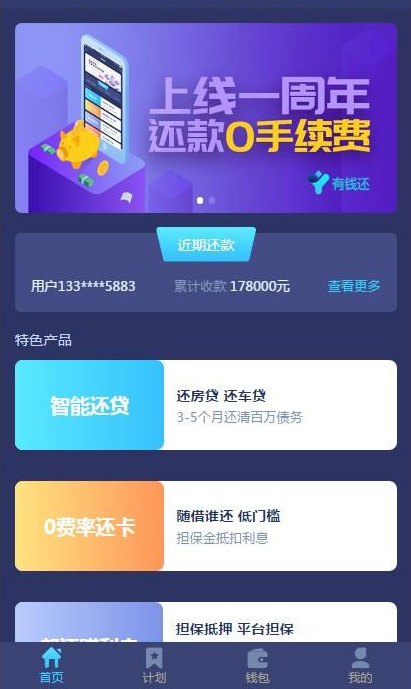 上线一周年
还款0手续费
有钱还
近期还款
用户133****5883 累计收款 178000元 查看更多
特色产品
智能还贷
还房贷 还车贷
3-5个月还清百万债务
0费率还卡
随借谁还 低门槛
担保金抵扣利息
担保抵押 平台担保
首页 计划 钱包 我的